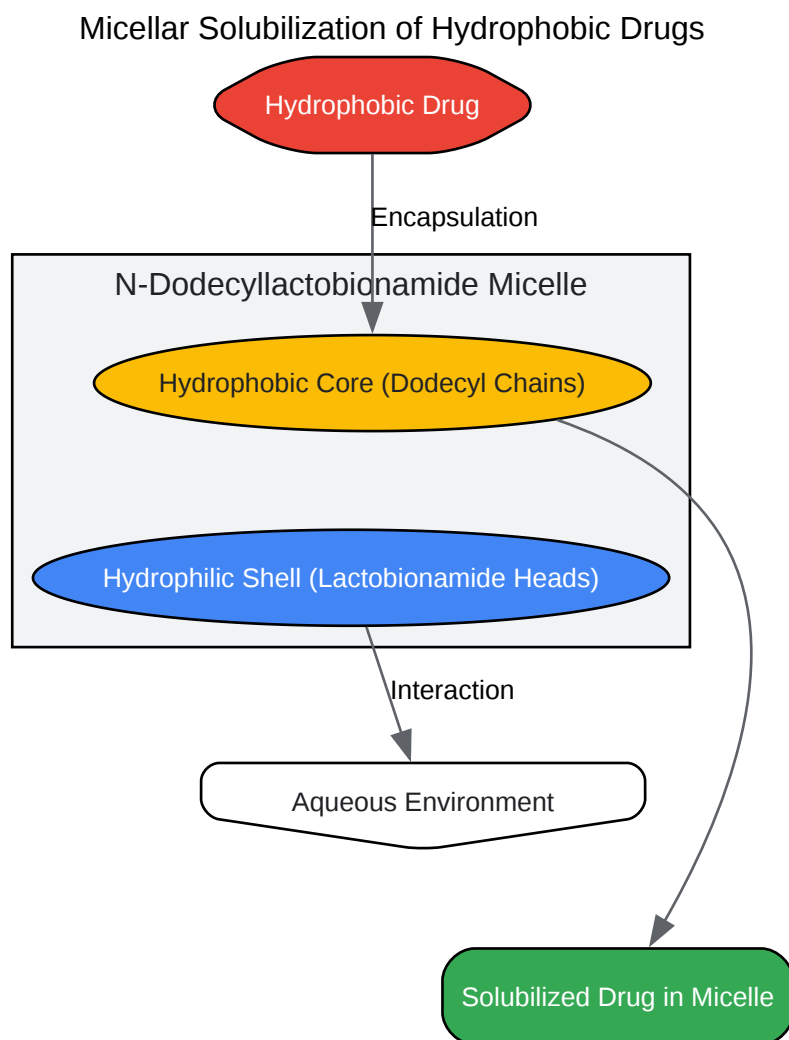 Micellar Solubilization of Hydrophobic Drugs
Hydrophobic Drug
Encapsulation
N-Dodecyllactobionamide Micelle
Hydrophobic Core (Dodecyl Chains)
Hydrophilic Shell (Lactobionamide Heads)
Interaction
Aqueous Environment
Solubilized Drug in Micelle